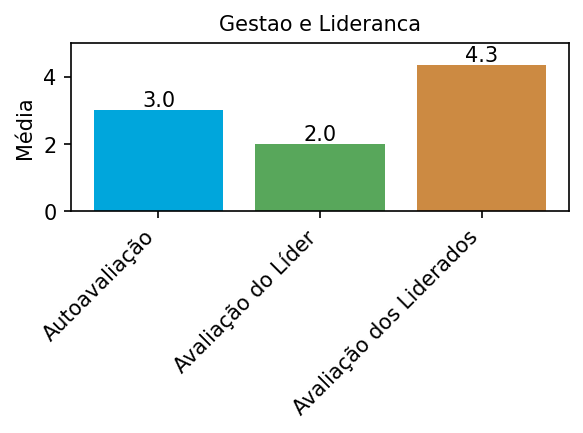 Gestao e Lideranca
Média
4
2
0
3.0
2.0
4.3
Autoavaliação
Avaliação do Líder
Avaliação dos Liderados